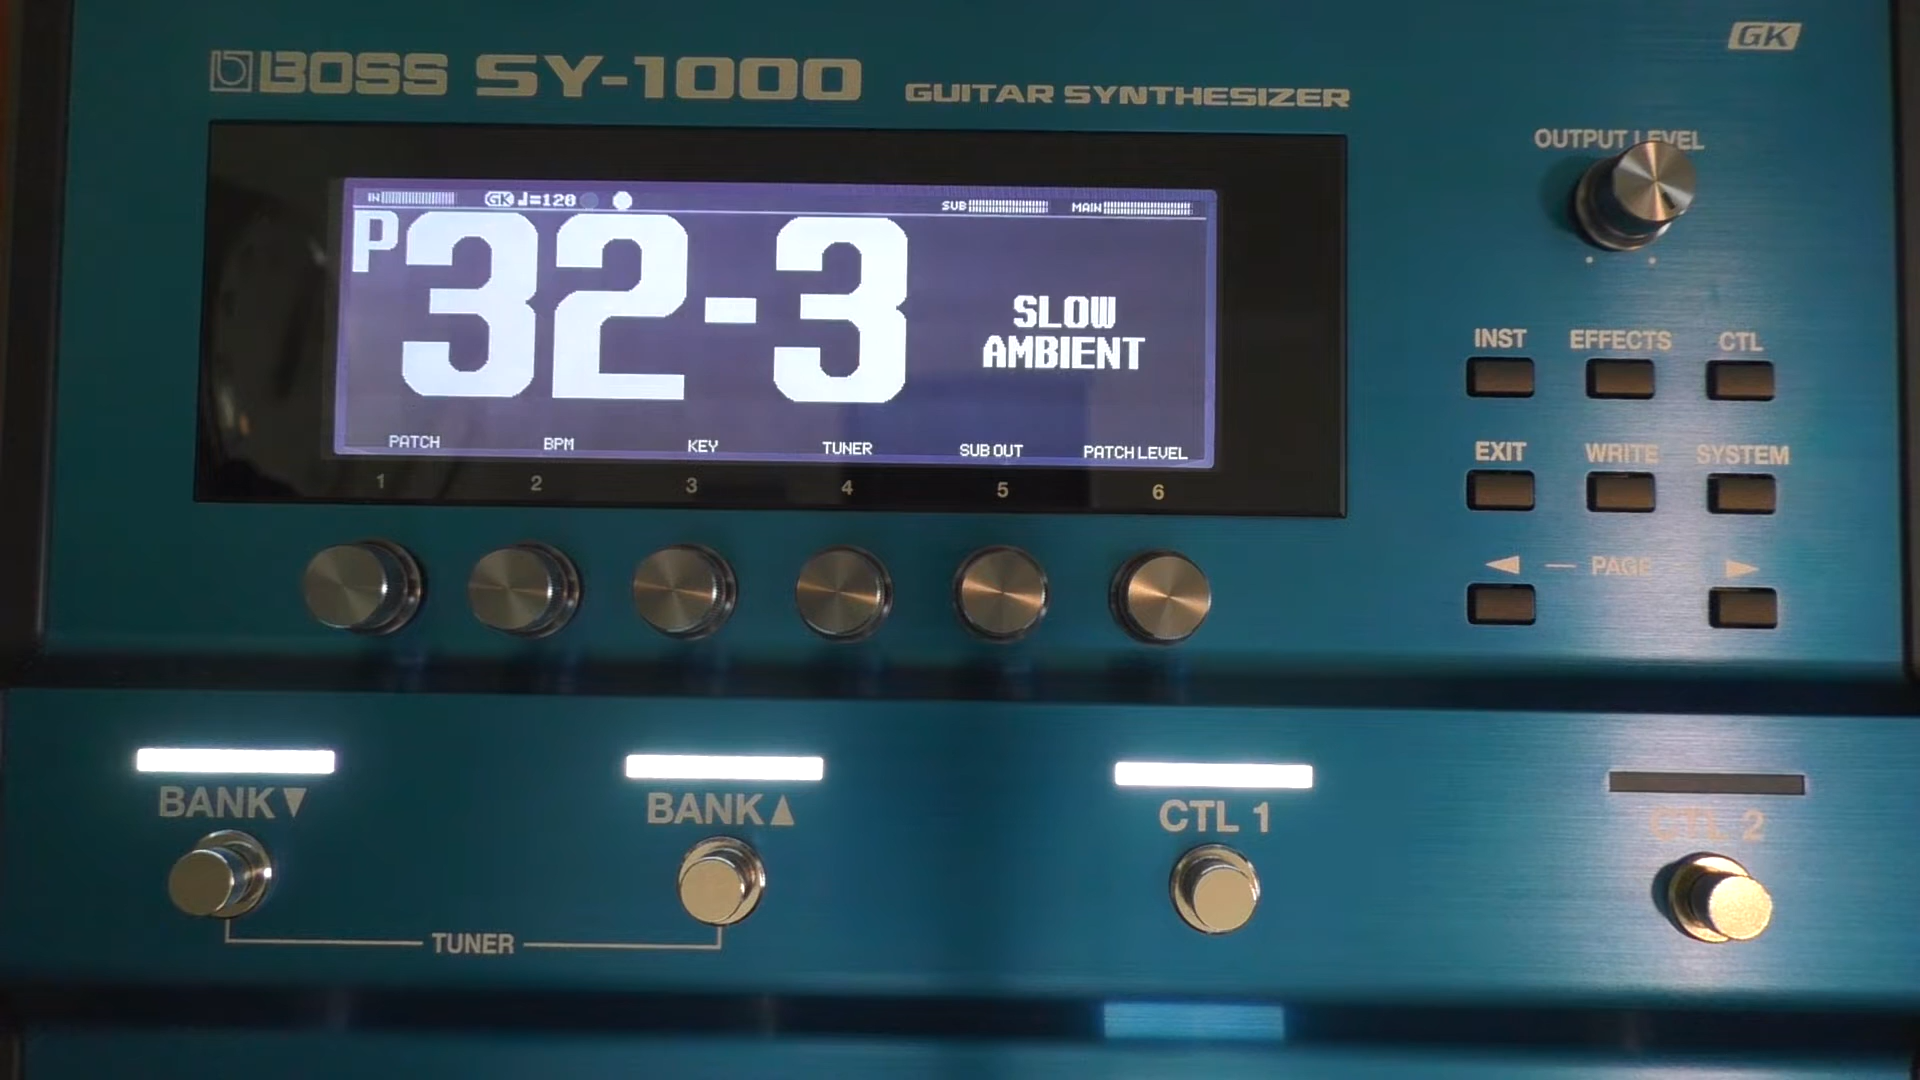 GK
BOSS SY-1000 GUITAR SYNTHESIZER
OUTPUT LEVEL
IN GK ♩=120 SUB MAIN
P32-3
SLOW
AMBIENT
PATCH BPM KEY TUNER SUB OUT PATCH LEVEL
1 2 3 4 5 6
INST EFFECTS CTL
EXIT WRITE SYSTEM
◀ — PAGE — ▶
BANK▼ BANK▲ CTL 1 CTL 2
TUNER